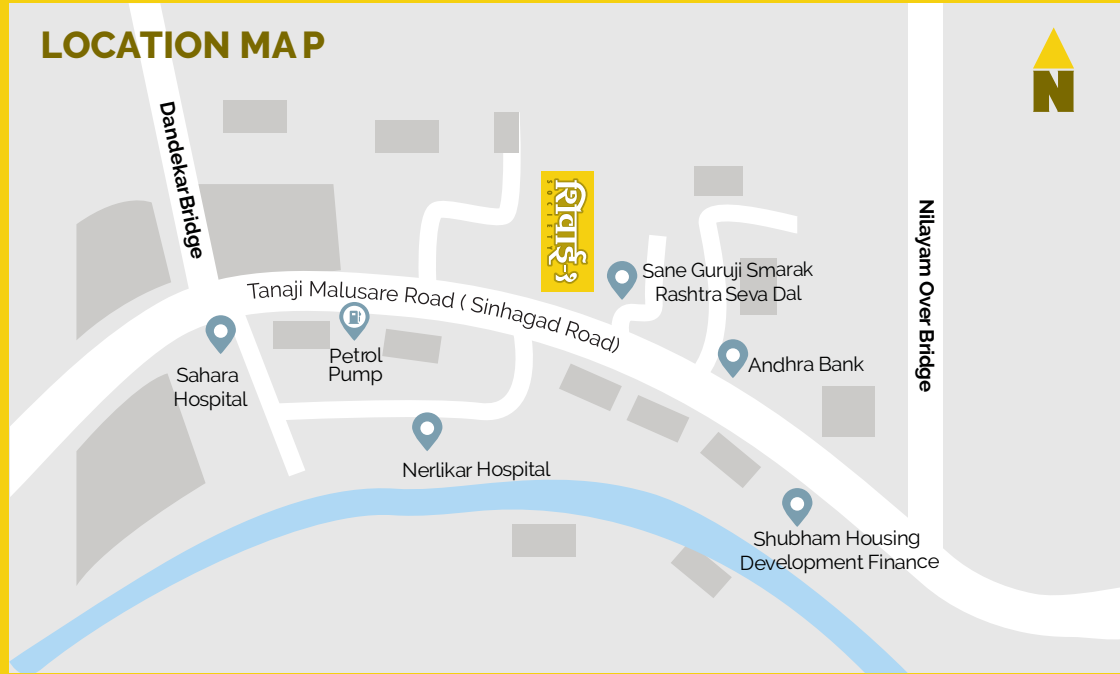 LOCATION MAP
N
Dandekar Bridge
Nilayam Over Bridge
शिवाई
SOCIETY
Sane Guruji Smarak
Rashtra Seva Dal
Tanaji Malusare Road ( Sinhagad Road)
Petrol
Pump
Andhra Bank
Sahara
Hospital
Nerlikar Hospital
Shubham Housing
Development Finance